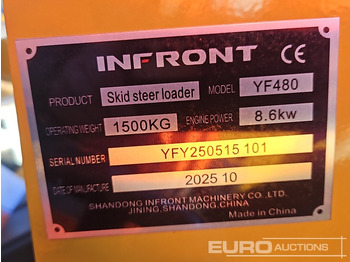 INFRONT CE
PRODUCT Skid steer loader MODEL YF480
OPERATING WEIGHT 1500KG ENGINE POWER 8.6kw
SERIAL NUMBER YFY250515 101
DATE OF MANUFACTURE 2025 10
SHANDONG INFRONT MACHINERY CO.,LTD.
JINING,SHANDONG,CHINA
Made in China
EURO AUCTIONS